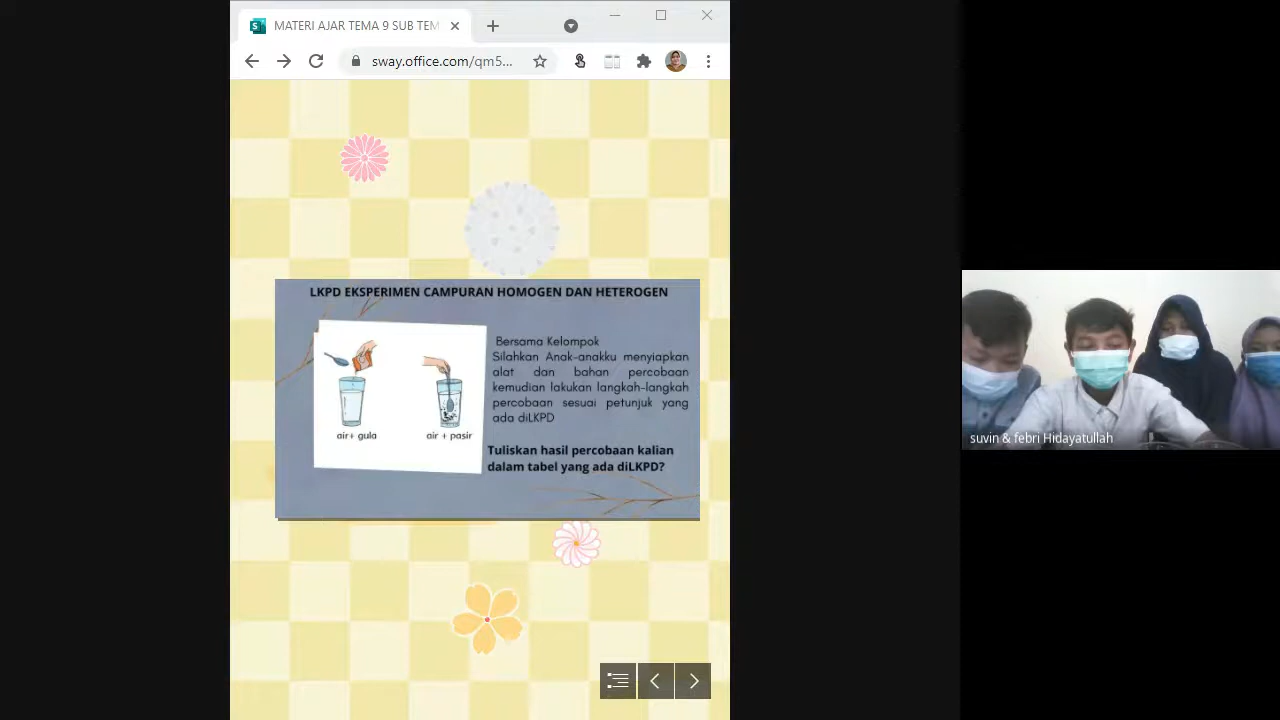 MATERI AJAR TEMA 9 SUB TEM
sway.office.com/qm5...
LKPD EKSPERIMEN CAMPURAN HOMOGEN DAN HETEROGEN
Bersama Kelompok
Silahkan Anak-anakku menyiapkan
alat dan bahan percobaan
kemudian lakukan langkah-langkah
percobaan sesuai petunjuk yang
ada diLKPD
air+ gula
air + pasir
Tuliskan hasil percobaan kalian
dalam tabel yang ada diLKPD?
suvin & febri Hidayatullah